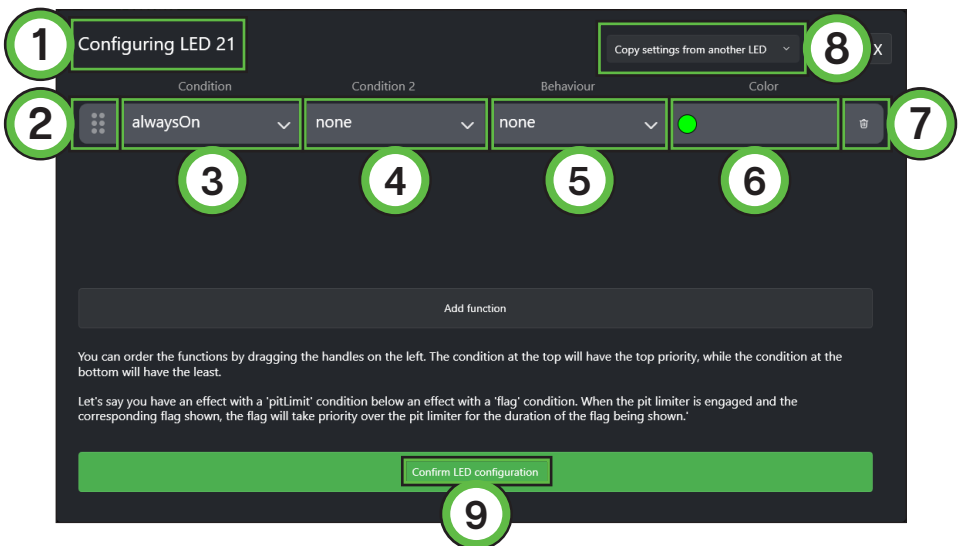 1
Configuring LED 21
Copy settings from another LED
8
X
Condition
Condition 2
Behaviour
Color
2
alwaysOn
none
none
7
3
4
5
6
Add function
You can order the functions by dragging the handles on the left. The condition at the top will have the top priority, while the condition at the
bottom will have the least.
Let's say you have an effect with a 'pitLimit' condition below an effect with a 'flag' condition. When the pit limiter is engaged and the
corresponding flag shown, the flag will take priority over the pit limiter for the duration of the flag being shown.'
Confirm LED configuration
9